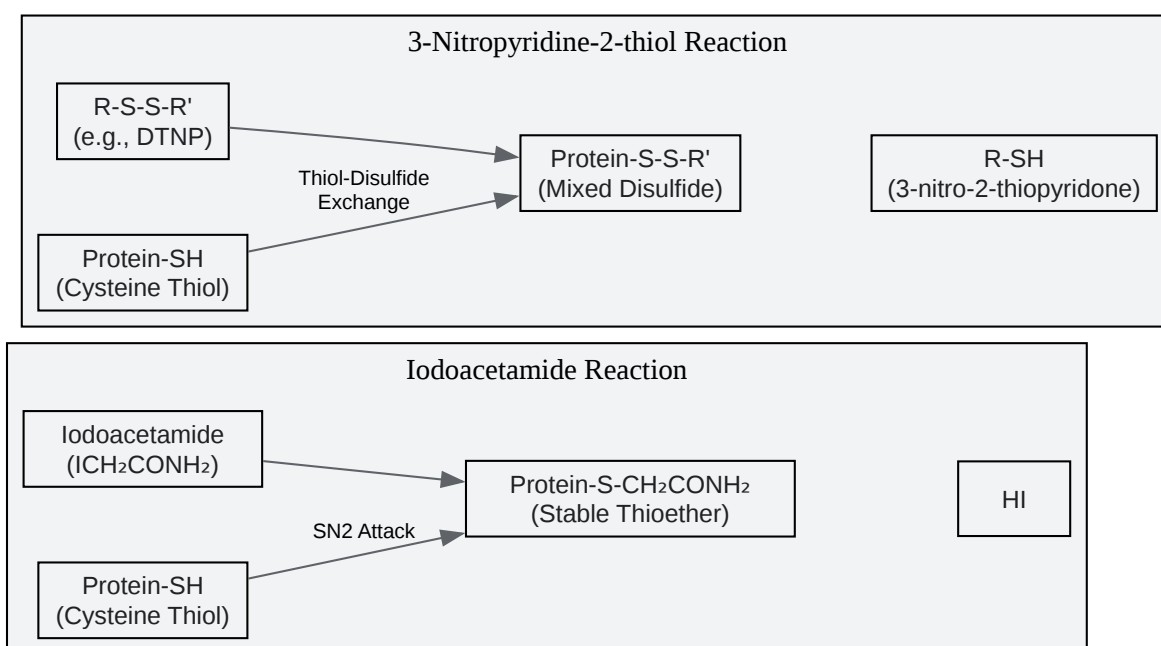 3-Nitropyridine-2-thiol Reaction
R-S-S-R'
(e.g., DTNP)
Thiol-Disulfide
Exchange
Protein-SH
(Cysteine Thiol)
Protein-S-S-R'
(Mixed Disulfide)
R-SH
(3-nitro-2-thiopyridone)
Iodoacetamide Reaction
Iodoacetamide
(ICH₂CONH₂)
SN2 Attack
Protein-SH
(Cysteine Thiol)
Protein-S-CH₂CONH₂
(Stable Thioether)
HI